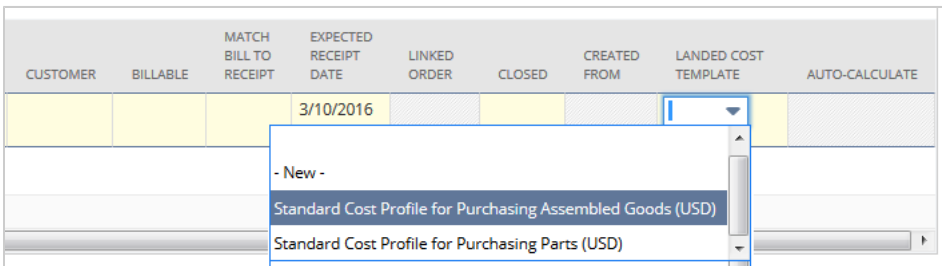 CUSTOMER
BILLABLE
MATCH
BILL TO
RECEIPT
EXPECTED
RECEIPT
DATE
LINKED
ORDER
CLOSED
CREATED
FROM
LANDED COST
TEMPLATE
AUTO-CALCULATE
3/10/2016
- New -
Standard Cost Profile for Purchasing Assembled Goods (USD)
Standard Cost Profile for Purchasing Parts (USD)